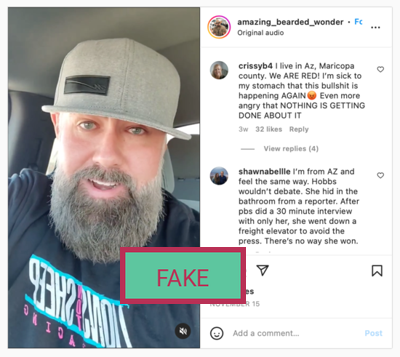 amazing_bearded_wonder •
Original audio
crissyb4 I live in Az, Maricopa
county. We ARE RED! I'm sick to
my stomach that this bullshit is
happening AGAIN😡 Even more
angry that NOTHING IS GETTING
DONE ABOUT IT
3w 32 likes Reply
View replies (4)
shawnabellle I'm from AZ and
feel the same way. Hobbs
wouldn't debate. She hid in the
bathroom from a reporter. After
pbs did a 30 minute interview
with only her, she went down a
freight elevator to avoid the
press. There's no way she won.
FAKE
NOVEMBER 15
Add a comment...
Post